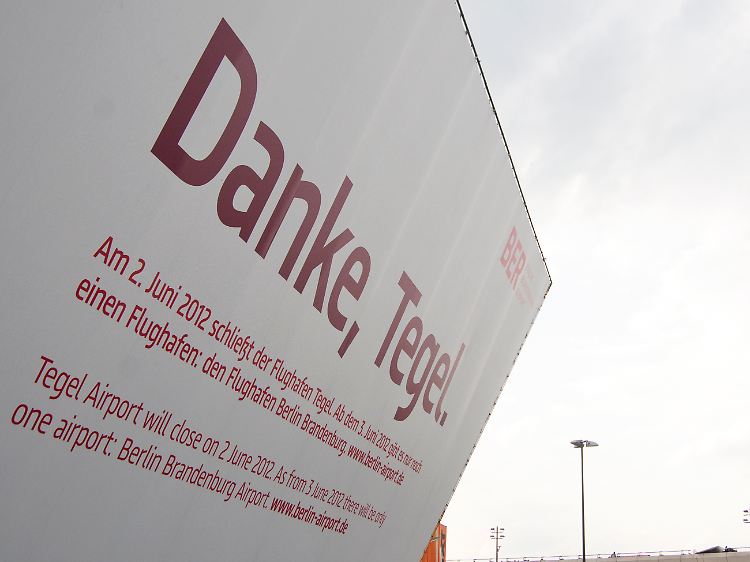 Danke, Tegel.
BER
Am 2. Juni 2012 schließt der Flughafen Tegel. Ab dem 3. Juni 2012 gibt es nur noch
einen Flughafen: den Flughafen Berlin Brandenburg. www.berlin-airport.de
Tegel Airport will close on 2 June 2012. As from 3 June 2012 there will be only
one airport: Berlin Brandenburg Airport. www.berlin-airport.de